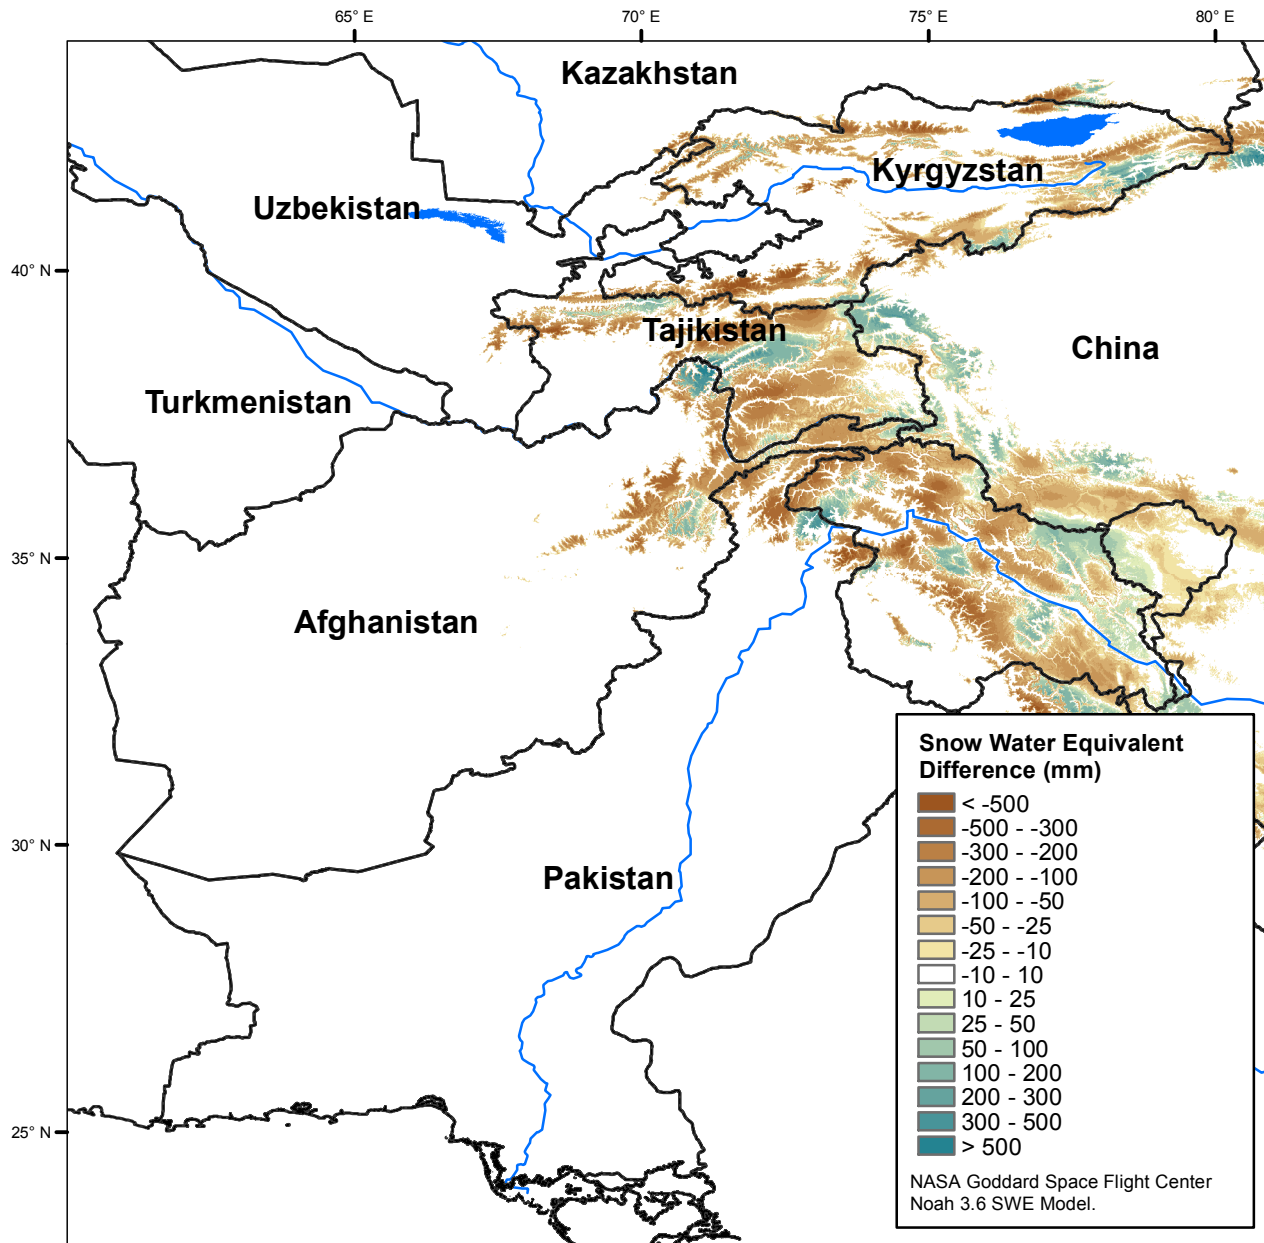 65° E
70° E
75° E
80° E
Kazakhstan
Kyrgyzstan
Uzbekistan
40° N
Tajikistan
China
Turkmenistan
35° N
Afghanistan
Snow Water Equivalent
Difference (mm)
< -500
-500 - -300
-300 - -200
-200 - -100
-100 - -50
-50 - -25
-25 - -10
-10 - 10
10 - 25
25 - 50
50 - 100
100 - 200
200 - 300
300 - 500
> 500
NASA Goddard Space Flight Center
Noah 3.6 SWE Model.
30° N
Pakistan
25° N